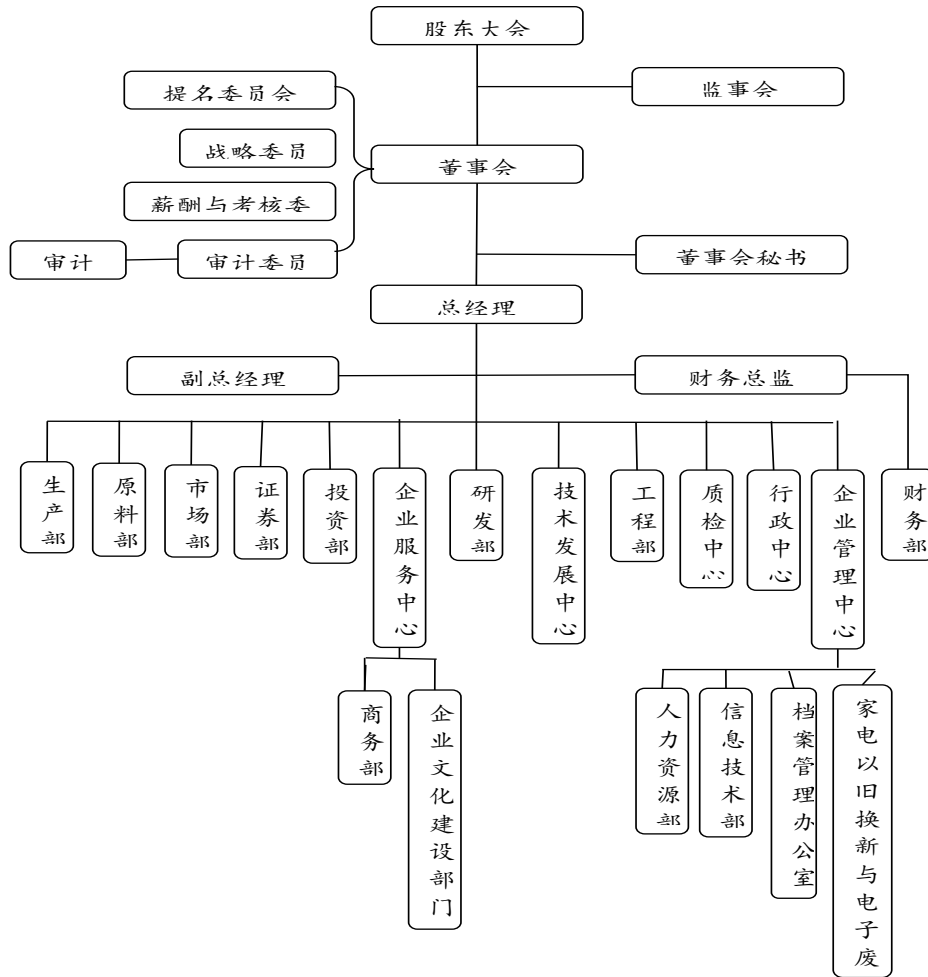 股东大会
监事会
提名委员会
战略委员
董事会
薪酬与考核委
审计
审计委员
董事会秘书
总经理
副总经理
财务总监
生产部
原料部
市场部
证券部
投资部
企业服务中心
研发部
技术发展中心
工程部
质检中心
行政中心
企业管理中心
财务部
商务部
企业文化建设部门
人力资源部
信息技术部
档案管理办公室
家电以旧换新与电子废